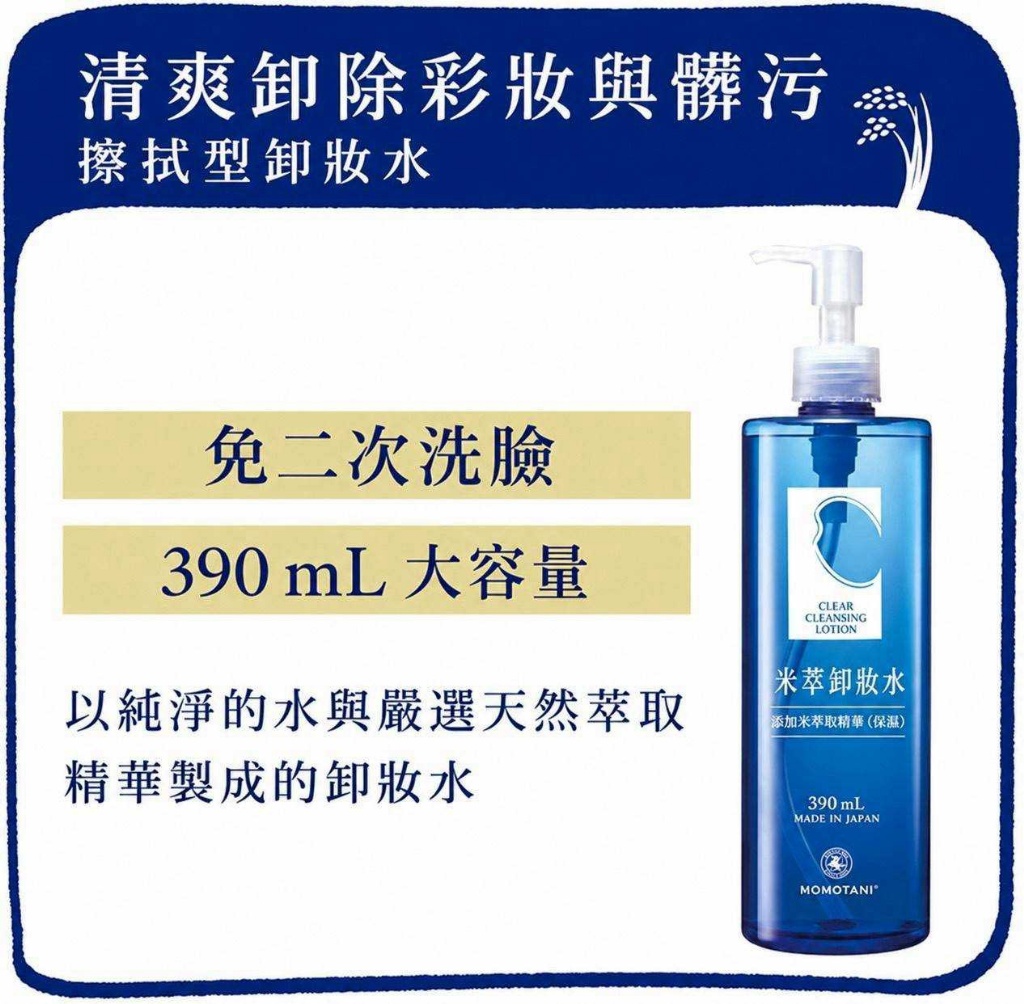 清爽卸除彩妝與髒污
擦拭型卸妝水
免二次洗臉
390 mL 大容量
以純淨的水與嚴選天然萃取
精華製成的卸妝水
CLEAR
CLEANSING
LOTION
米萃卸妝水
添加米萃取精華(保濕)
390 mL
MADE IN JAPAN
MOMOTANI®